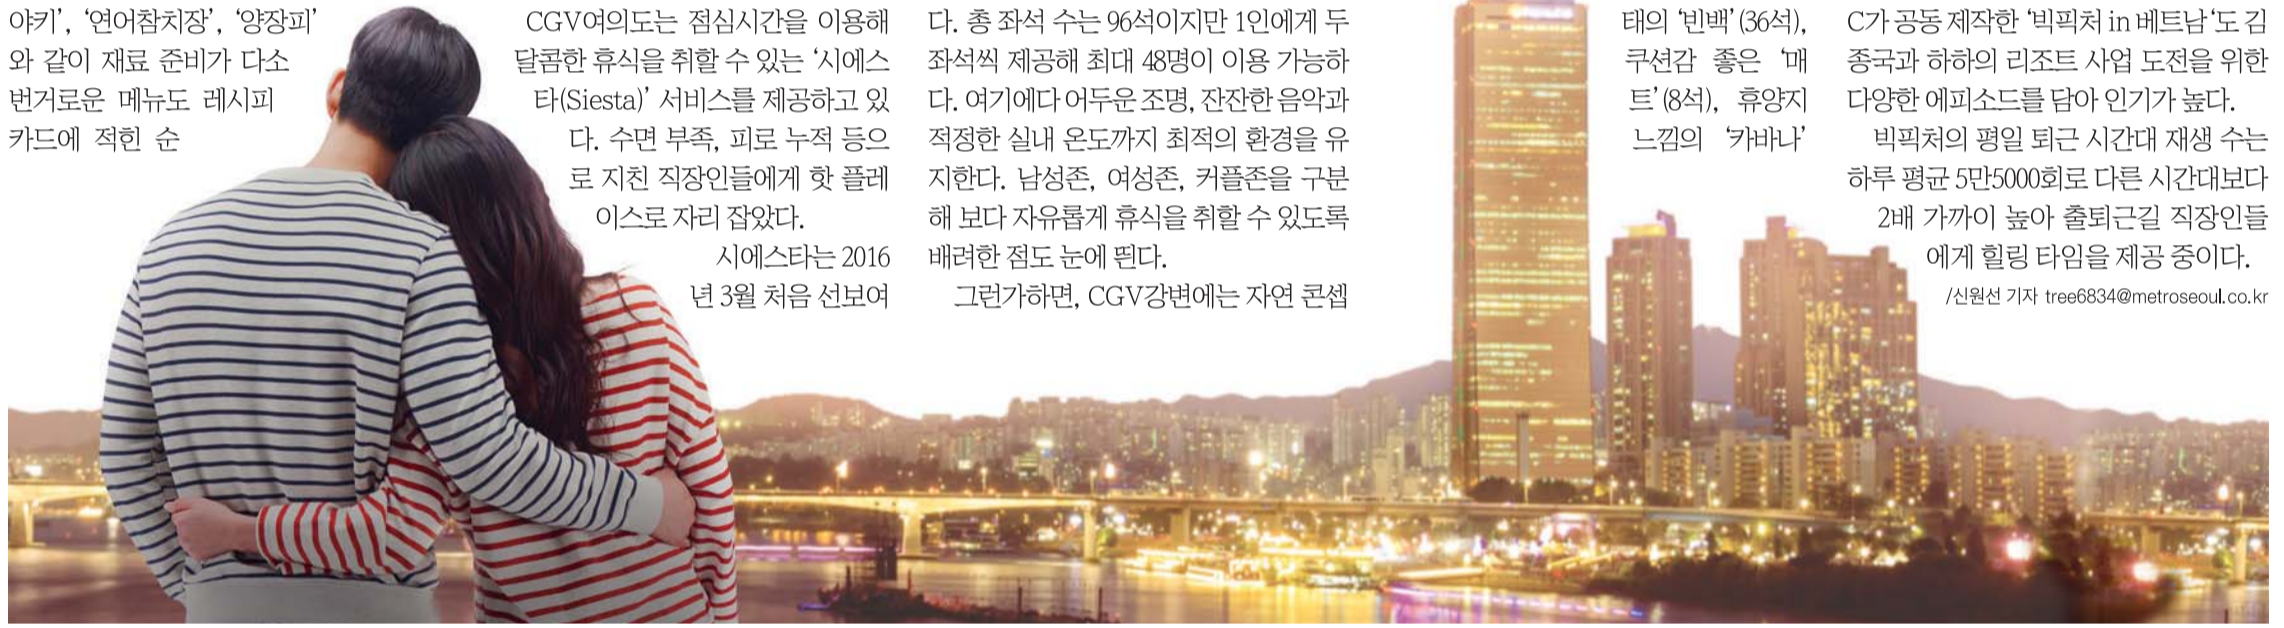 야키’, ‘연어참치장’, ‘양장피’
와 같이 재료 준비가 다소
번거로운 메뉴도 레시피
카드에 적힌 순
CGV여의도는 점심시간을 이용해
달콤한 휴식을 취할 수 있는 ‘시에스
타(Siesta)’ 서비스를 제공하고 있
다. 수면 부족, 피로 누적 등으
로 지친 직장인들에게 핫 플레
이스로 자리 잡았다.
시에스타는 2016
년 3월 처음 선보여
다. 총 좌석 수는 96석이지만 1인에게 두
좌석씩 제공해 최대 48명이 이용 가능하
다. 여기에다 어두운 조명, 잔잔한 음악과
적정한 실내 온도까지 최적의 환경을 유
지한다. 남성존, 여성존, 커플존을 구분
해 보다 자유롭게 휴식을 취할 수 있도록
배려한 점도 눈에 띈다.
그런가하면, CGV강변에는 자연 콘셉
태의 ‘빈백’(36석),
쿠션감 좋은 ‘매
트’(8석), 휴양지
느낌의 ‘카바나’
C가 공동 제작한 ‘빅픽처 in 베트남‘도 김
종국과 하하의 리조트 사업 도전을 위한
다양한 에피소드를 담아 인기가 높다.
빅픽처의 평일 퇴근 시간대 재생 수는
하루 평균 5만5000회로 다른 시간대보다
2배 가까이 높아 출퇴근길 직장인들
에게 힐링 타임을 제공 중이다.
/신원선 기자 tree6834@metroseoul.co.kr